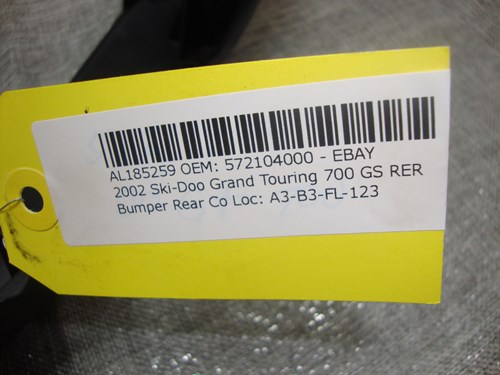 AL185259 OEM: 572104000 - EBAY
2002 Ski-Doo Grand Touring 700 GS RER
Bumper Rear Co Loc: A3-B3-FL-123